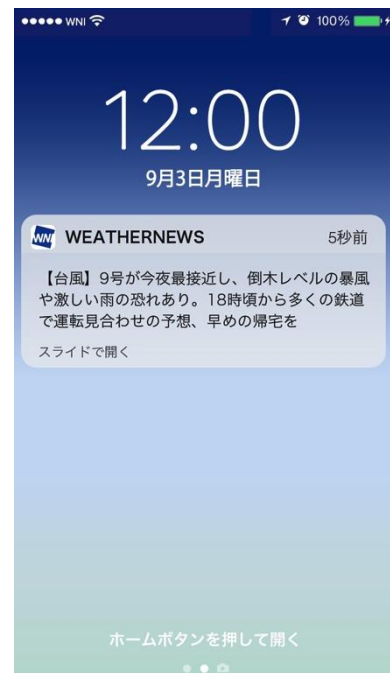 WNI 100%
12:00
9月3日月曜日
WNI WEATHERNEWS 5秒前
【台風】9号が今夜最接近し、倒木レベルの暴風
や激しい雨の恐れあり。18時頃から多くの鉄道
で運転見合わせの予想、早めの帰宅を
スライドで開く
ホームボタンを押して開く